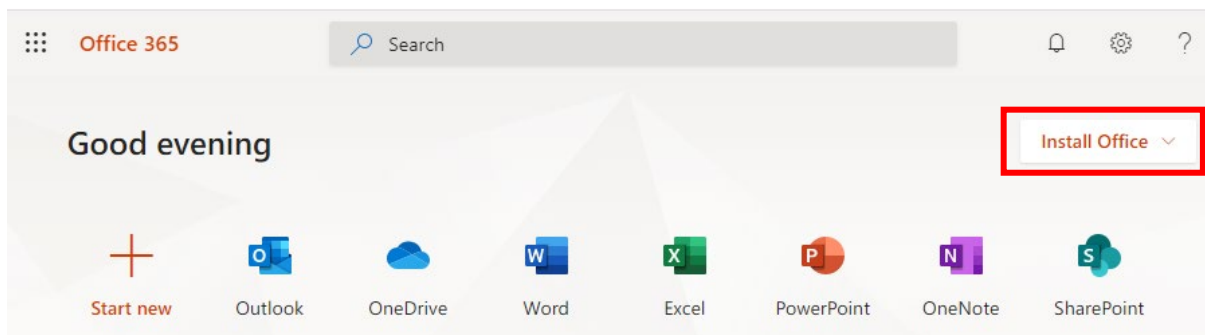 Office 365
Search
?
Good evening
Install Office
Start new
Outlook
OneDrive
Word
Excel
PowerPoint
OneNote
SharePoint